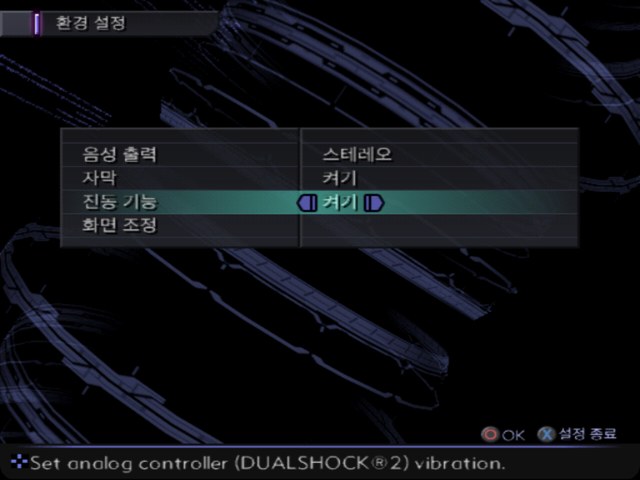 환경 설정
음성 출력 스테레오
자막 켜기
진동 기능 켜기
화면 조정
OK 설정 종료
Set analog controller (DUALSHOCK®2) vibration.